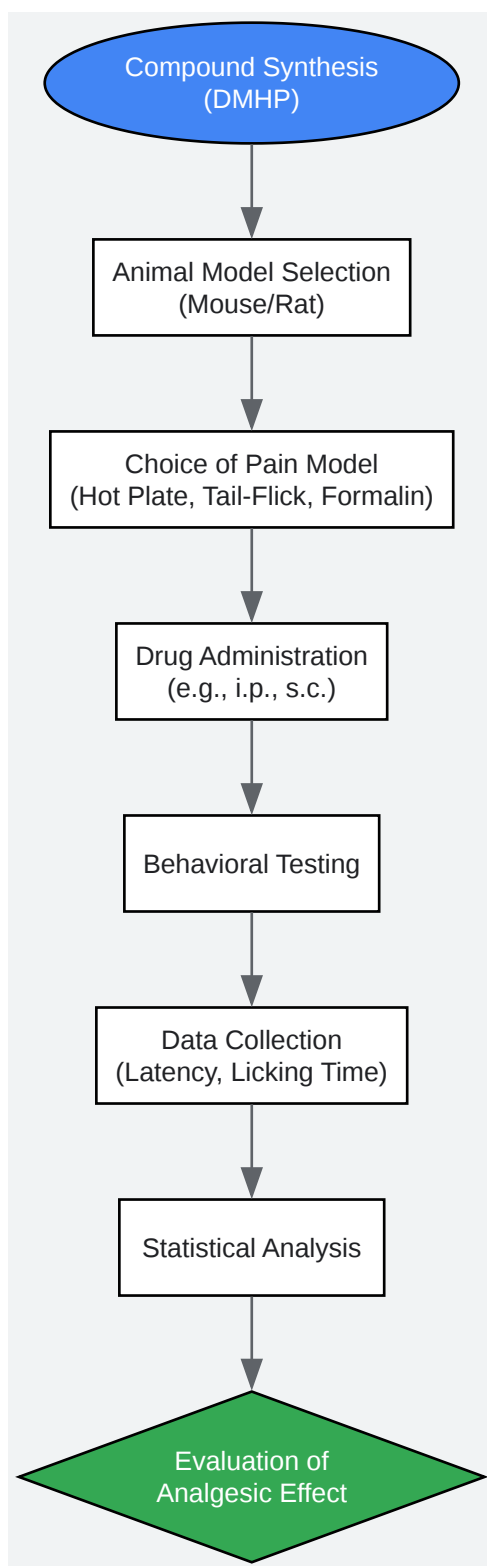 Compound Synthesis
(DMHP)
Animal Model Selection
(Mouse/Rat)
Choice of Pain Model
(Hot Plate, Tail-Flick, Formalin)
Drug Administration
(e.g., i.p., s.c.)
Behavioral Testing
Data Collection
(Latency, Licking Time)
Statistical Analysis
Evaluation of
Analgesic Effect